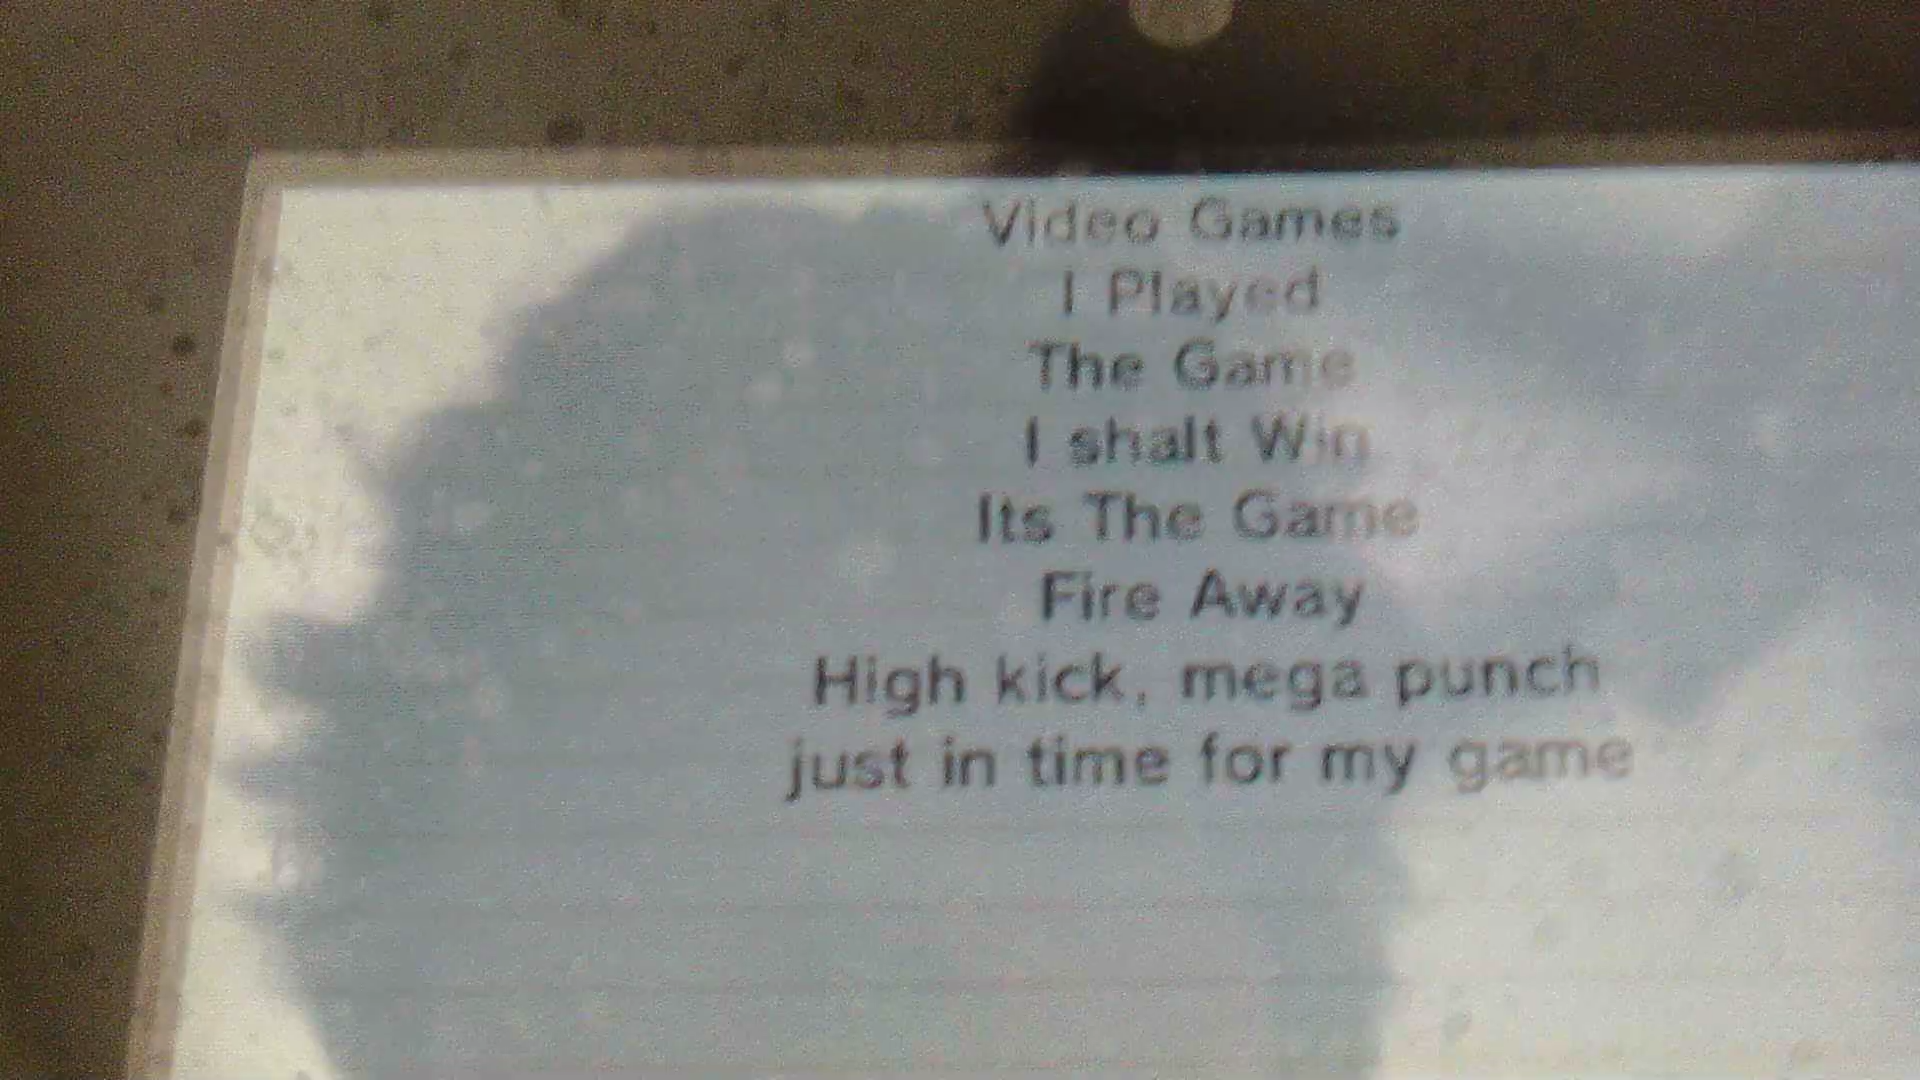 Video Games
I Played
The Game
I shalt Win
Its The Game
Fire Away
High kick, mega punch
just in time for my game